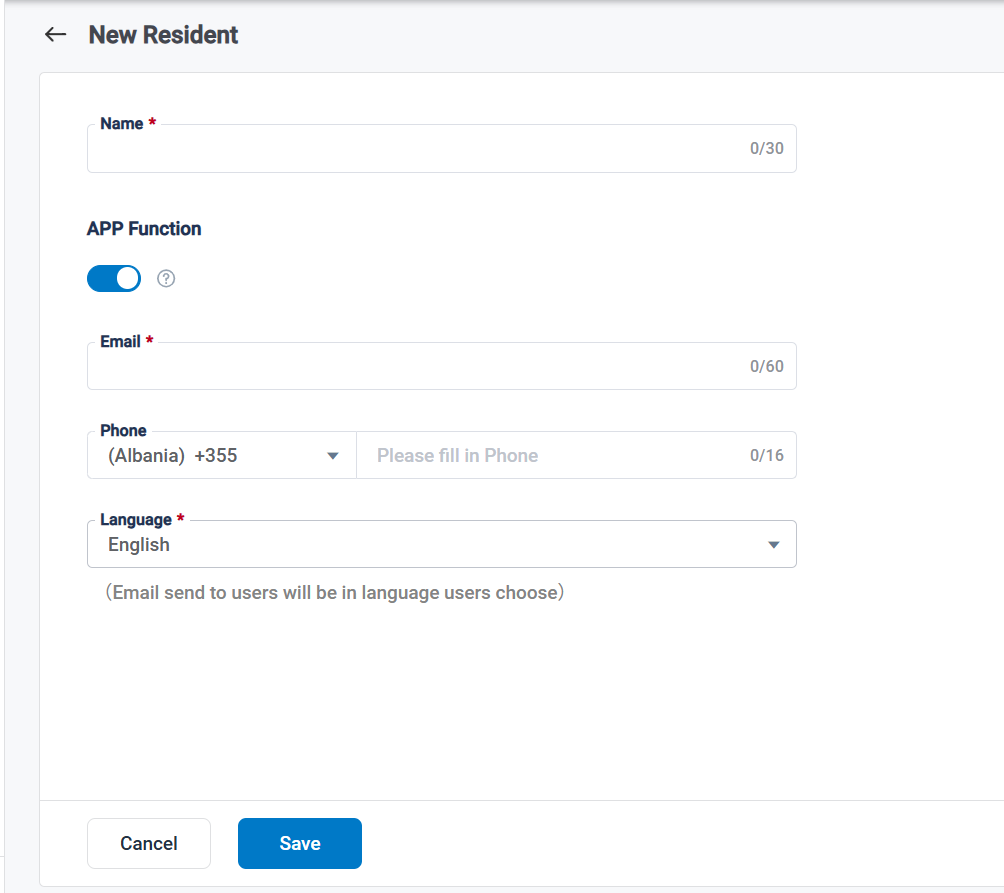 New Resident
Name *
0/30
APP Function
?
Email *
0/60
Phone
(Albania) +355
Please fill in Phone
0/16
Language *
English
（Email send to users will be in language users choose）
Cancel
Save